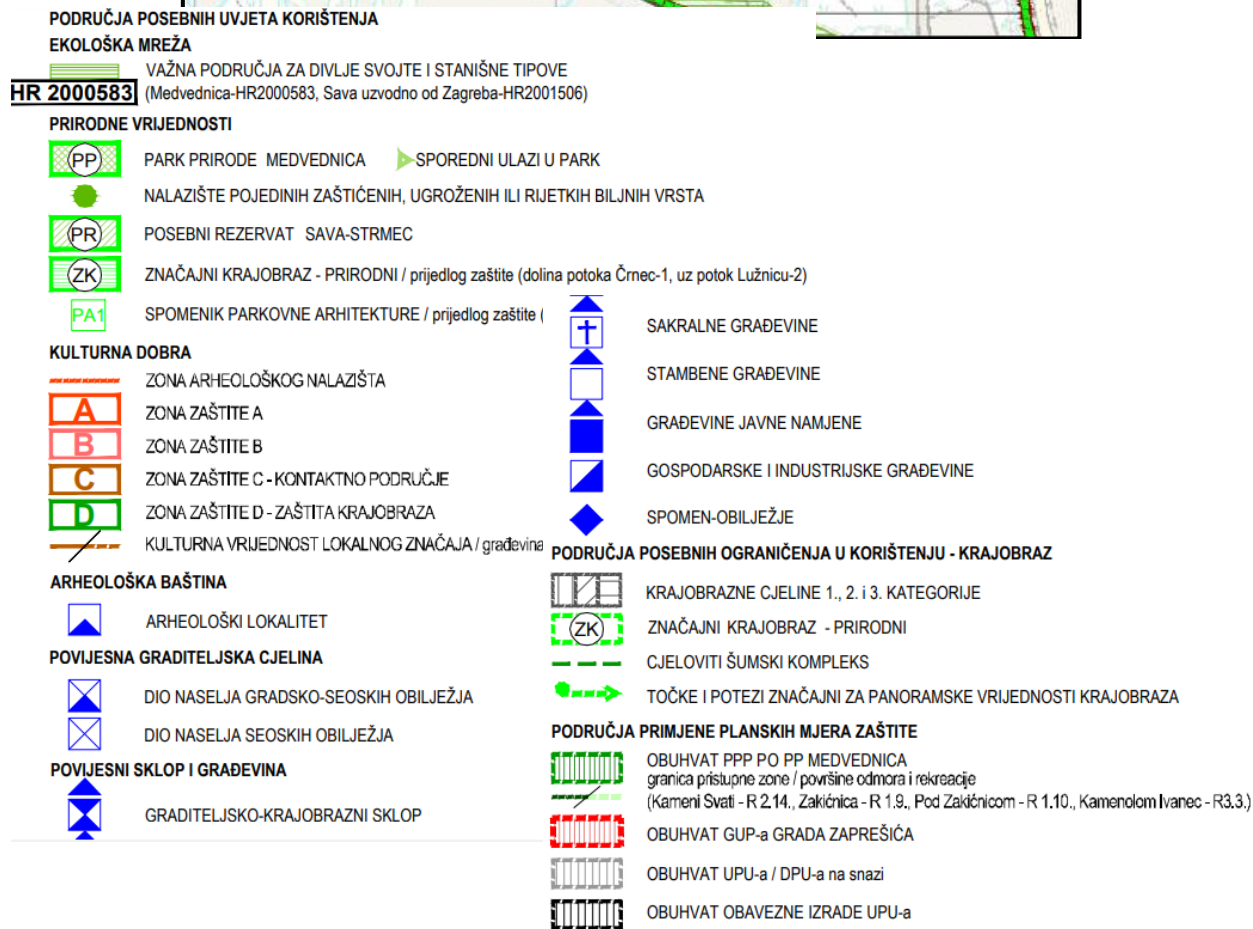 PODRUČJA POSEBNIH UVJETA KORIŠTENJA
EKOLOŠKA MREŽA
VAŽNA PODRUČJA ZA DIVLJE SVOJTE I STANIŠNE TIPOVE
HR 2000583 (Medvednica-HR2000583, Sava uzvodno od Zagreba-HR2001506)
PRIRODNE VRIJEDNOSTI
PP PARK PRIRODE MEDVEDNICA SPOREDNI ULAZI U PARK
NALAZIŠTE POJEDINIH ZAŠTIĆENIH, UGROŽENIH ILI RIJETKIH BILJNIH VRSTA
PR POSEBNI REZERVAT SAVA-STRMEC
ZK ZNAČAJNI KRAJOBRAZ - PRIRODNI / prijedlog zaštite (dolina potoka Črnec-1, uz potok Lužnicu-2)
PA1 SPOMENIK PARKOVNE ARHITEKTURE / prijedlog zaštite (
KULTURNA DOBRA
ZONA ARHEOLOŠKOG NALAZIŠTA
A ZONA ZAŠTITE A
B ZONA ZAŠTITE B
C ZONA ZAŠTITE C - KONTAKTNO PODRUČJE
D ZONA ZAŠTITE D - ZAŠTITA KRAJOBRAZA
KULTURNA VRIJEDNOST LOKALNOG ZNAČAJA / građevina
ARHEOLOŠKA BAŠTINA
ARHEOLOŠKI LOKALITET
POVIJESNA GRADITELJSKA CJELINA
DIO NASELJA GRADSKO-SEOSKIH OBILJEŽJA
DIO NASELJA SEOSKIH OBILJEŽJA
POVIJESNI SKLOP I GRAĐEVINA
GRADITELJSKO-KRAJOBRAZNI SKLOP
SAKRALNE GRAĐEVINE
STAMBENE GRAĐEVINE
GRAĐEVINE JAVNE NAMJENE
GOSPODARSKE I INDUSTRIJSKE GRAĐEVINE
SPOMEN-OBILJEŽJE
PODRUČJA POSEBNIH OGRANIČENJA U KORIŠTENJU - KRAJOBRAZ
KRAJOBRAZNE CJELINE 1., 2. i 3. KATEGORIJE
ZK ZNAČAJNI KRAJOBRAZ - PRIRODNI
CJELOVITI ŠUMSKI KOMPLEKS
TOČKE I POTEZI ZNAČAJNI ZA PANORAMSKE VRIJEDNOSTI KRAJOBRAZA
PODRUČJA PRIMJENE PLANSKIH MJERA ZAŠTITE
OBUHVAT PPP PO PP MEDVEDNICA
granica pristupne zone / površine odmora i rekreacije
(Kameni Svati - R 2.14., Zakićnica - R 1.9., Pod Zakićnicom - R 1.10., Kamenolom Ivanec - R3.3.)
OBUHVAT GUP-a GRADA ZAPREŠIĆA
OBUHVAT UPU-a / DPU-a na snazi
OBUHVAT OBAVEZNE IZRADE UPU-a